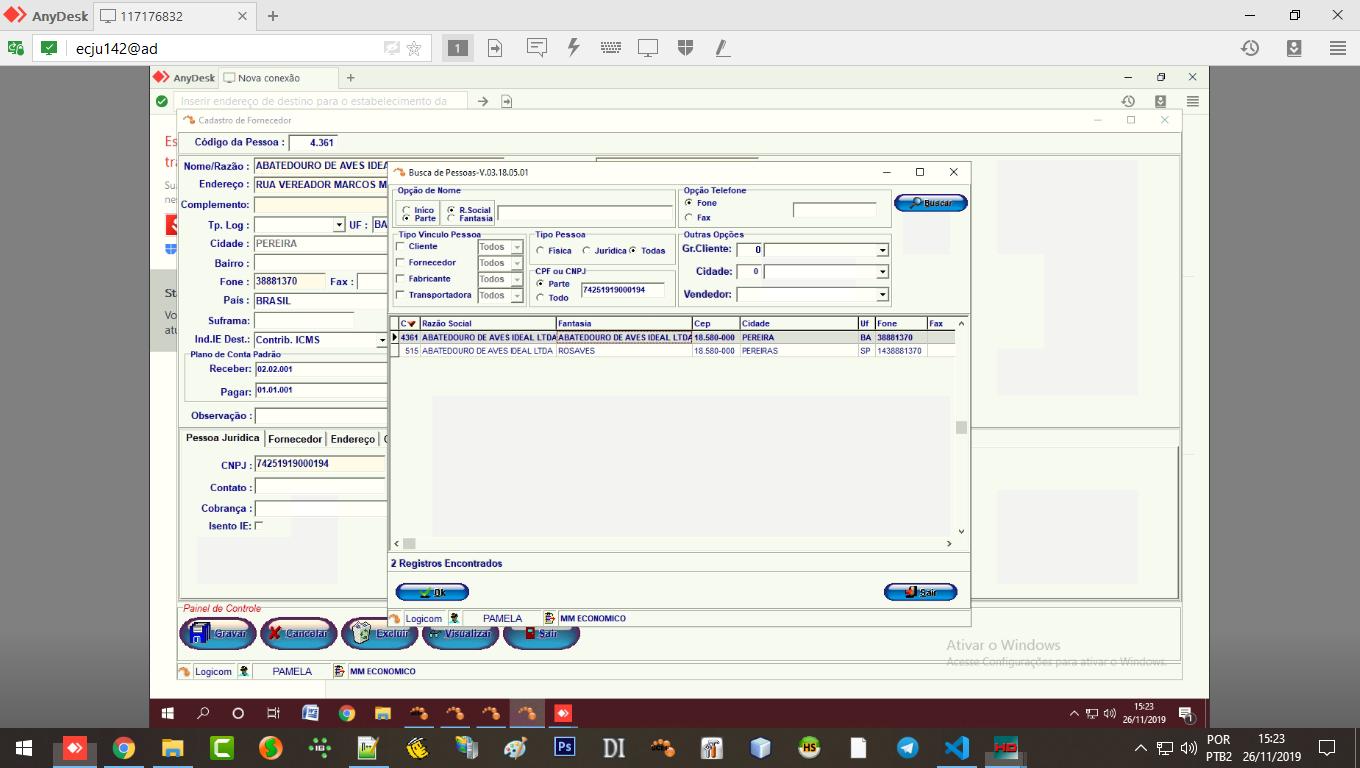 AnyDesk
117176832
ecju142@ad
1
AnyDesk
Nova conexão
Inserir endereço de destino para o estabelecimento da
Cadastro de Fornecedor
Código da Pessoa : 4.361
Nome/Razão : ABATEDOURO DE AVES IDEA
Endereço : RUA VEREADOR MARCOS M
Complemento:
Tp. Log : UF : BA
Cidade : PEREIRA
Bairro :
Fone : 38881370 Fax :
País : BRASIL
Suframa:
Ind.IE Dest.: Contrib. ICMS
Plano de Conta Padrão
Receber: 02.02.001
Pagar: 01.01.001
Observação :
Pessoa Jurídica Fornecedor Endereço
CNPJ : 74251919000194
Contato :
Cobrança :
Isento IE:
Busca de Pessoas-V.03.18.05.01
Opção de Nome
Iníco
Parte
R.Social
Fantasia
Opção Telefone
Fone
Fax
Buscar
Tipo Vínculo Pessoa
Cliente Todos
Fornecedor Todos
Fabricante Todos
Transportadora Todos
Tipo Pessoa
Física Jurídica Todas
CPF ou CNPJ
Parte
Todo
74251919000194
Outras Opções
Gr.Cliente: 0
Cidade: 0
Vendedor:
C Razão Social Fantasia Cep Cidade Uf Fone Fax
4361 ABATEDOURO DE AVES IDEAL LTDA ABATEDOURO DE AVES IDEAL LTDA 18.580-000 PEREIRA BA 38881370
515 ABATEDOURO DE AVES IDEAL LTDA ROSAVES 18.580-000 PEREIRAS SP 1438881370
2 Registros Encontrados
Ok
Sair
Logicom PAMELA MM ECONOMICO
Painel de Controle
Gravar Cancelar Excluir Visualizar Sair
Logicom PAMELA MM ECONOMICO
Ativar o Windows
Acesse Configurações para ativar o Windows.
15:23
26/11/2019
1
Ps
DI
HS
HD
POR
PTB2
15:23
26/11/2019